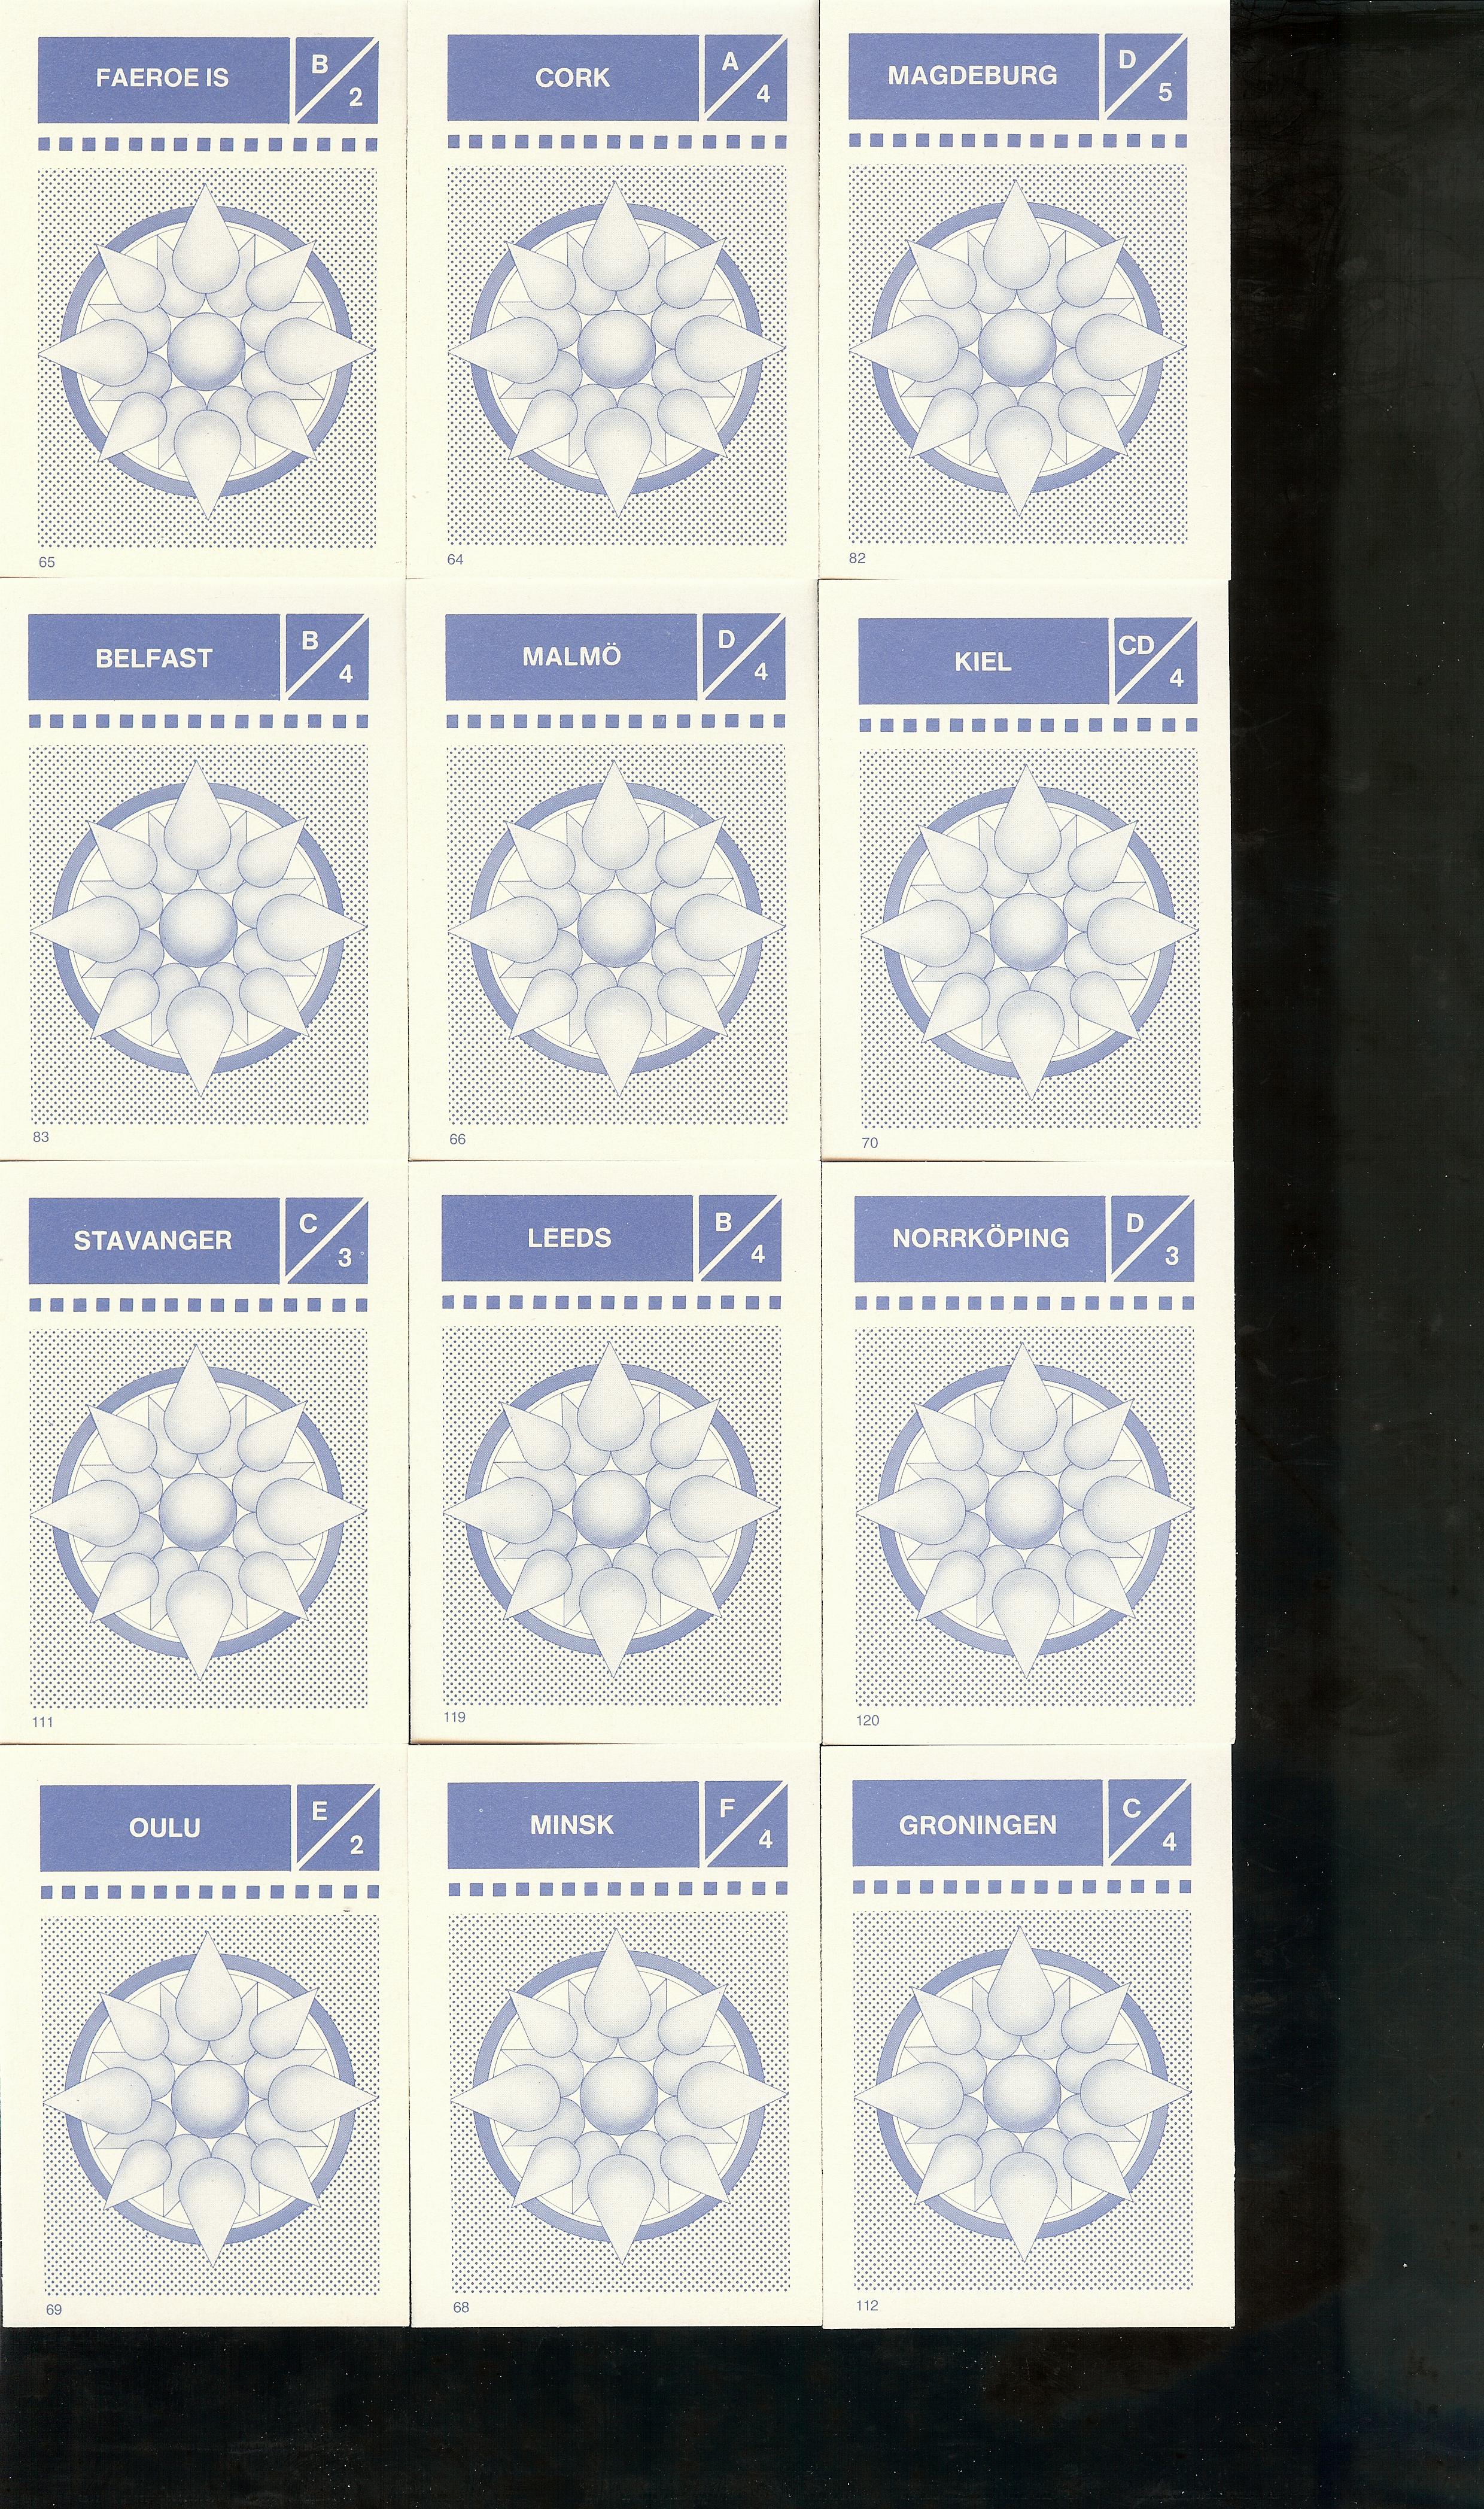 FAEROE IS
B
2
65
CORK
A
4
64
MAGDEBURG
D
5
82
BELFAST
B
4
83
MALMÖ
D
4
66
KIEL
CD
4
70
STAVANGER
C
3
111
LEEDS
B
4
119
NORRKÖPING
D
3
120
OULU
E
2
69
MINSK
F
4
68
GRONINGEN
C
4
112